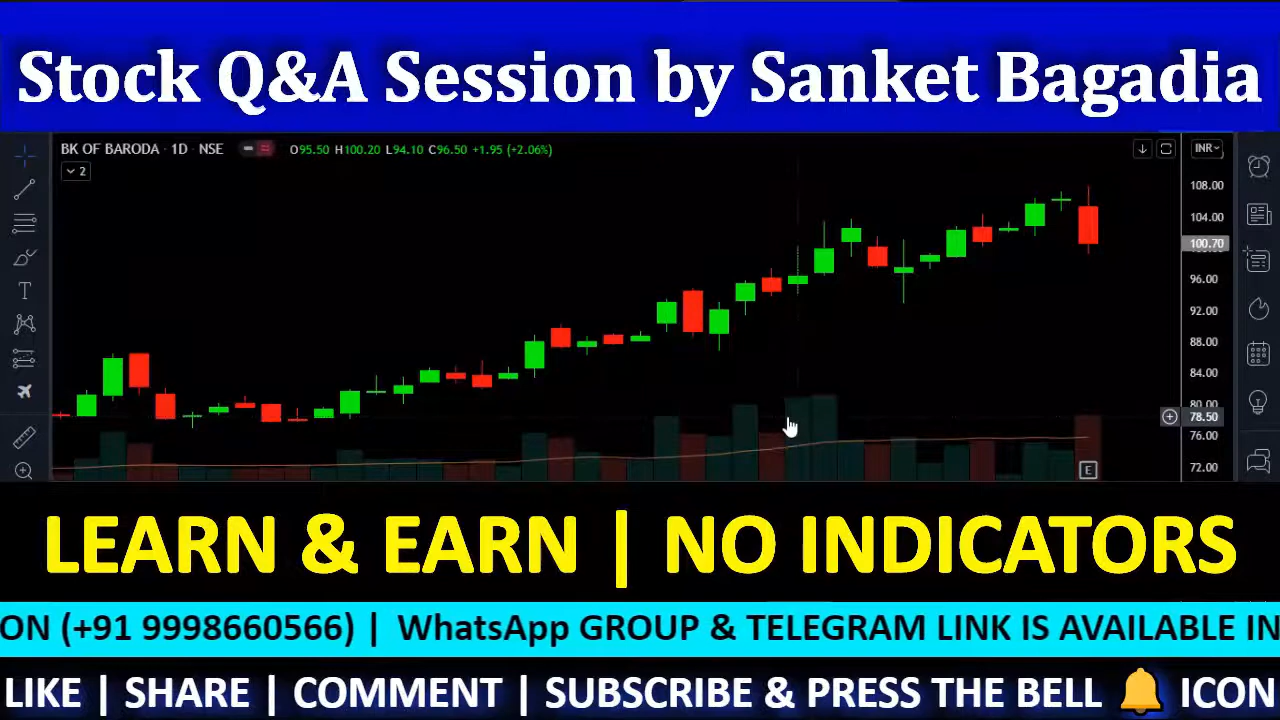 Stock Q&A Session by Sanket Bagadia
BK OF BARODA · 1D · NSE O95.50 H100.20 L94.10 C96.50 +1.95 (+2.06%) INR
2
108.00
104.00
100.70
96.00
92.00
88.00
84.00
80.00
78.50
76.00
72.00
T
E
LEARN & EARN | NO INDICATORS
ON (+91 9998660566) | WhatsApp GROUP & TELEGRAM LINK IS AVAILABLE IN
LIKE | SHARE | COMMENT | SUBSCRIBE & PRESS THE BELL 🔔 ICON